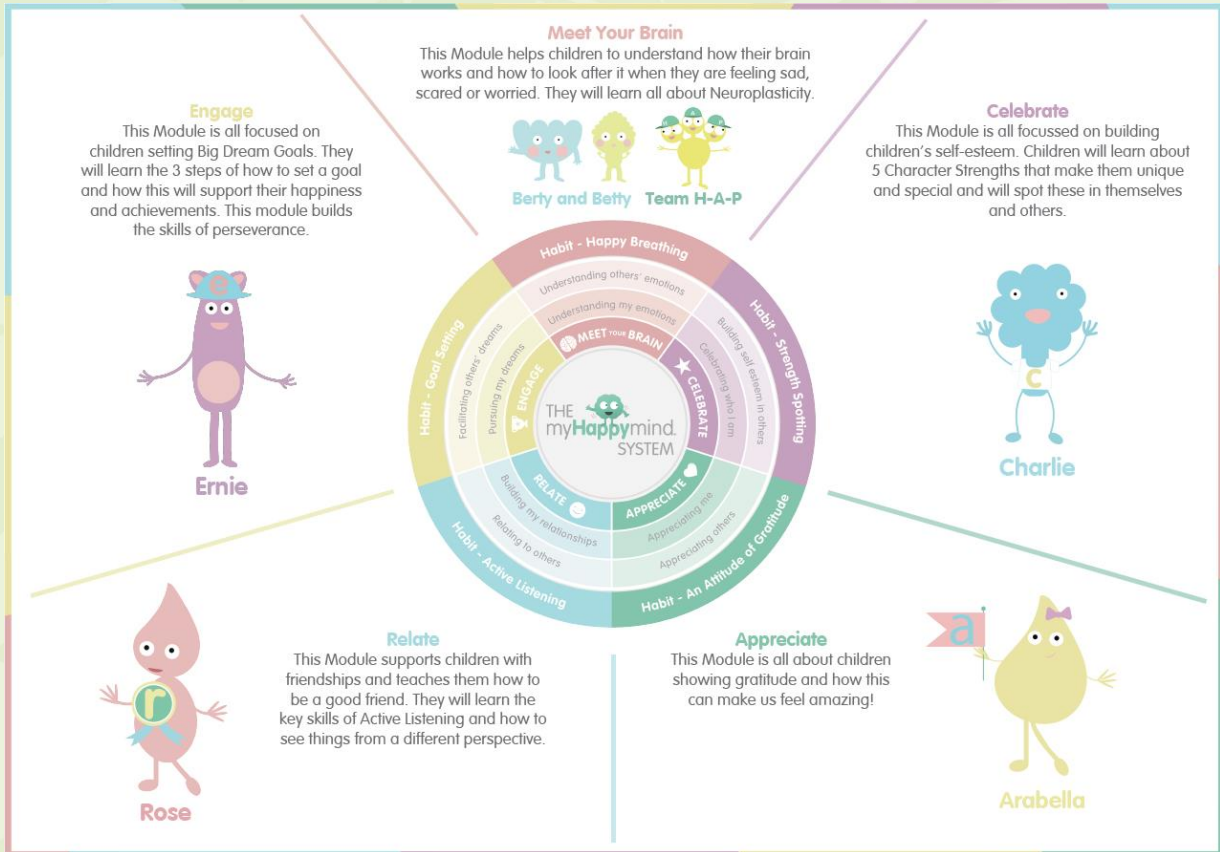 Meet Your Brain
This Module helps children to understand how their brain
works and how to look after it when they are feeling sad,
scared or worried. They will learn all about Neuroplasticity.
Berty and Betty
Team H-A-P
Engage
This Module is all focused on
children setting Big Dream Goals. They
will learn the 3 steps of how to set a goal
and how this will support their happiness
and achievements. This module builds
the skills of perseverance.
e
Ernie
Celebrate
This Module is all focussed on building
children's self-esteem. Children will learn about
5 Character Strengths that make them unique
and special and will spot these in themselves
and others.
c
Charlie
Habit - Happy Breathing
Understanding others' emotions
Understanding my emotions
MEET YOUR BRAIN
Habit - Strength Spotting
Building self esteem in others
Celebrating who I am
CELEBRATE
Habit - Goal Setting
Facilitating others' dreams
Pursuing my dreams
ENGAGE
THE
myHappymind.
SYSTEM
RELATE
Building my relationships
Relating to others
Habit - Active Listening
APPRECIATE
Appreciating me
Appreciating others
Habit - An Attitude of Gratitude
Relate
This Module supports children with
friendships and teaches them how to
be a good friend. They will learn the
key skills of Active Listening and how to
see things from a different perspective.
r
Rose
Appreciate
This Module is all about children
showing gratitude and how this
can make us feel amazing!
a
Arabella